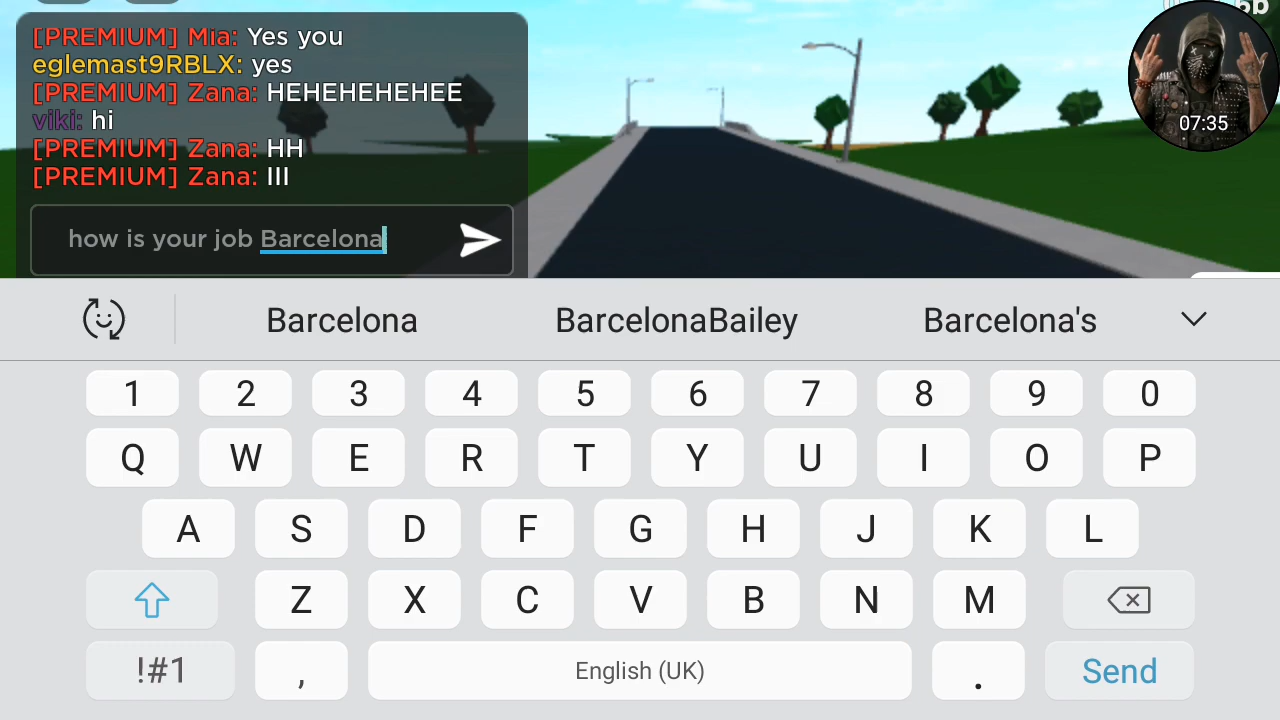 [PREMIUM] Mia: Yes you
eglemast9RBLX: yes
[PREMIUM] Zana: HEHEHEHEHEE
viki: hi
[PREMIUM] Zana: HH
[PREMIUM] Zana: III
how is your job Barcelona
07:35
Barcelona BarcelonaBailey Barcelona's
1 2 3 4 5 6 7 8 9 0
Q W E R T Y U I O P
A S D F G H J K L
Z X C V B N M
!#1 , English (UK) . Send